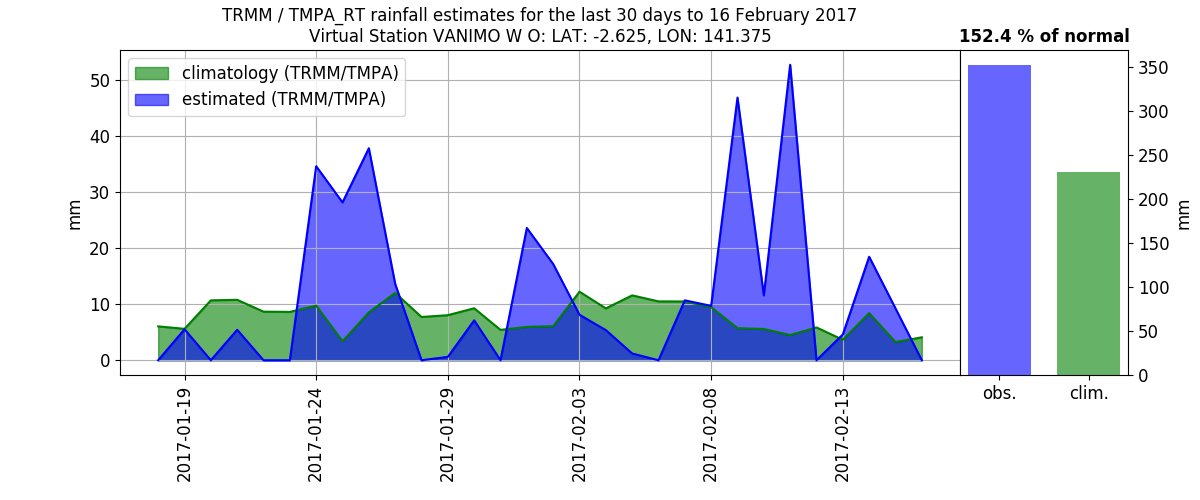 TRMM / TMPA_RT rainfall estimates for the last 30 days to 16 February 2017
Virtual Station VANIMO W O: LAT: -2.625, LON: 141.375
152.4 % of normal
climatology (TRMM/TMPA)
estimated (TRMM/TMPA)
50
40
30
20
10
0
mm
2017-01-19
2017-01-24
2017-01-29
2017-02-03
2017-02-08
2017-02-13
350
300
250
200
150
100
50
0
mm
obs.
clim.